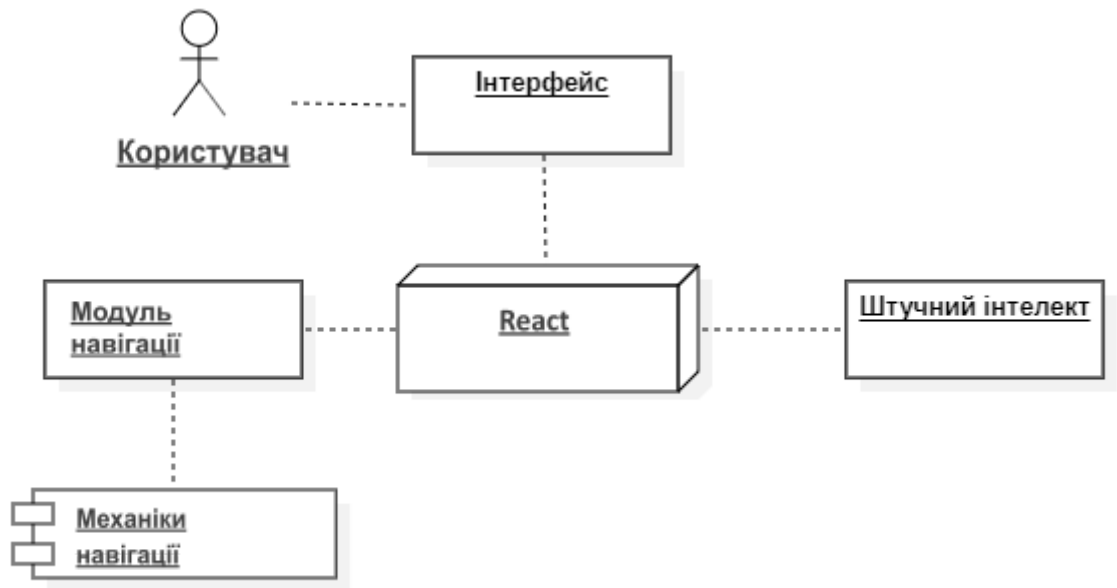 Інтерфейс
Користувач
Модуль
навігації
React
Штучний інтелект
Механіки
навігації